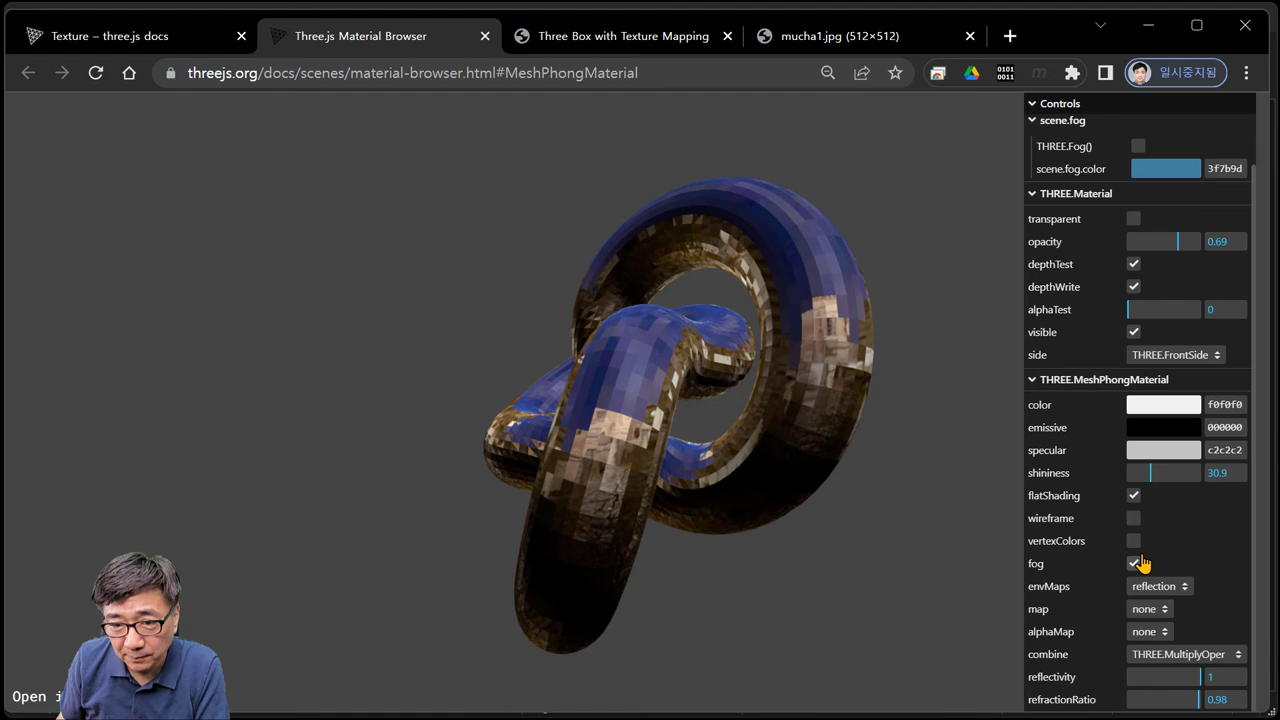 Texture – three.js docs
Three.js Material Browser
Three Box with Texture Mapping
mucha1.jpg (512×512)
threejs.org/docs/scenes/material-browser.html#MeshPhongMaterial
0101
0011
m
일시중지됨
Controls
scene.fog
THREE.Fog()
scene.fog.color 3f7b9d
THREE.Material
transparent
opacity 0.69
depthTest
depthWrite
alphaTest 0
visible
side THREE.FrontSide
THREE.MeshPhongMaterial
color f0f0f0
emissive 000000
specular c2c2c2
shininess 30.9
flatShading
wireframe
vertexColors
fog
envMaps reflection
map none
alphaMap none
combine THREE.MultiplyOper
reflectivity 1
refractionRatio 0.98
Open